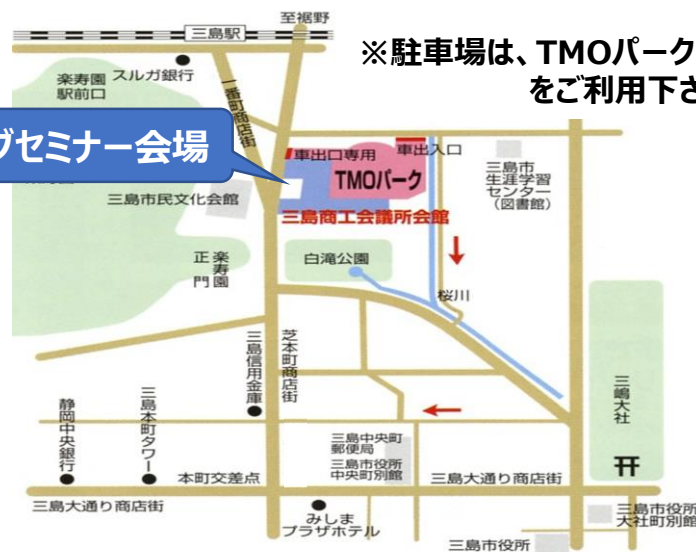 至裾野
三島駅
※駐車場は、TMOパーク
をご利用下さ
スルガ銀行
楽寿園
駅前口
一番町商店街
ブセミナー会場
車出口専用
車出入口
TMOパーク
三島市
生涯学習
センター
（図書館）
三島市民文化会館
三島商工会議所会館
楽寿園
正門
白滝公園
桜川
三島信用金庫
芝本町商店街
三嶋大社
静岡中央銀行
三島本町タワー
三島中央町
郵便局
三島市役所
中央町別館
本町交差点
三島大通り商店街
三島大通り商店街
みしま
プラザホテル
三島市役所
大社町別館
三島市役所